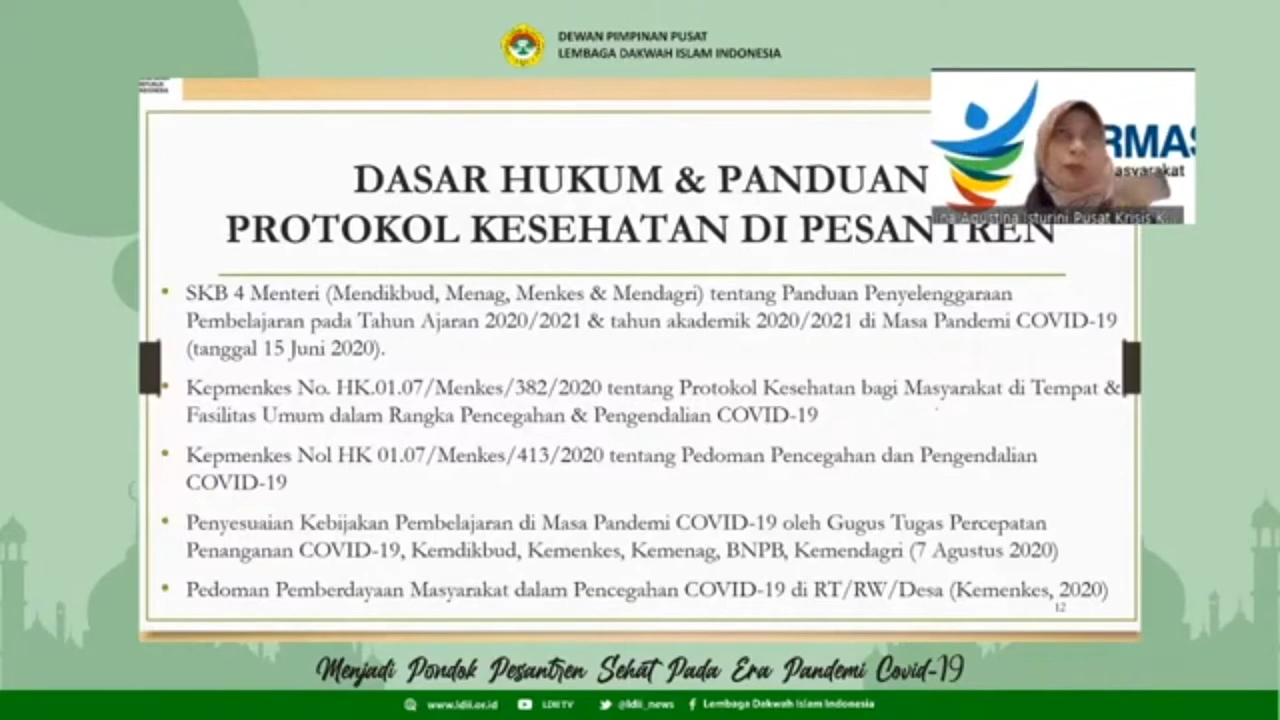 DEWAN PIMPINAN PUSAT
LEMBAGA DAKWAH ISLAM INDONESIA
DASAR HUKUM & PANDUAN
PROTOKOL KESEHATAN DI PESANTREN
RMAS
asyarakat
Agustina Isturini Pusat Krisis K...
• SKB 4 Menteri (Mendikbud, Menag, Menkes & Mendagri) tentang Panduan Penyelenggaraan
Pembelajaran pada Tahun Ajaran 2020/2021 & tahun akademik 2020/2021 di Masa Pandemi COVID-19
(tanggal 15 Juni 2020).
• Kepmenkes No. HK.01.07/Menkes/382/2020 tentang Protokol Kesehatan bagi Masyarakat di Tempat &
Fasilitas Umum dalam Rangka Pencegahan & Pengendalian COVID-19
• Kepmenkes Nol HK 01.07/Menkes/413/2020 tentang Pedoman Pencegahan dan Pengendalian
COVID-19
• Penyesuaian Kebijakan Pembelajaran di Masa Pandemi COVID-19 oleh Gugus Tugas Percepatan
Penanganan COVID-19, Kemdikbud, Kemenkes, Kemenag, BNPB, Kemendagri (7 Agustus 2020)
• Pedoman Pemberdayaan Masyarakat dalam Pencegahan COVID-19 di RT/RW/Desa (Kemenkes, 2020)
12
Menjadi Pondok Pesantren Sehat Pada Era Pandemi Covid-19
www.ldii.or.id LDII TV @ldii_news Lembaga Dakwah Islam Indonesia